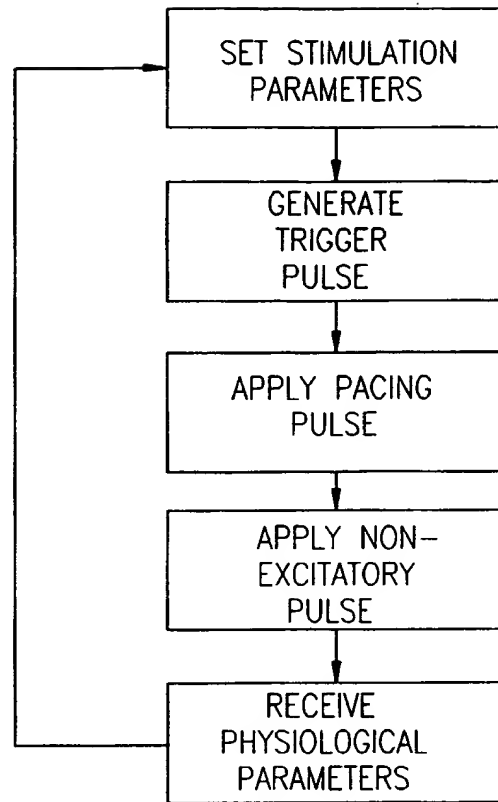 SET STIMULATION
PARAMETERS
GENERATE
TRIGGER
PULSE
APPLY PACING
PULSE
APPLY NON-
EXCITATORY
PULSE
RECEIVE
PHYSIOLOGICAL
PARAMETERS